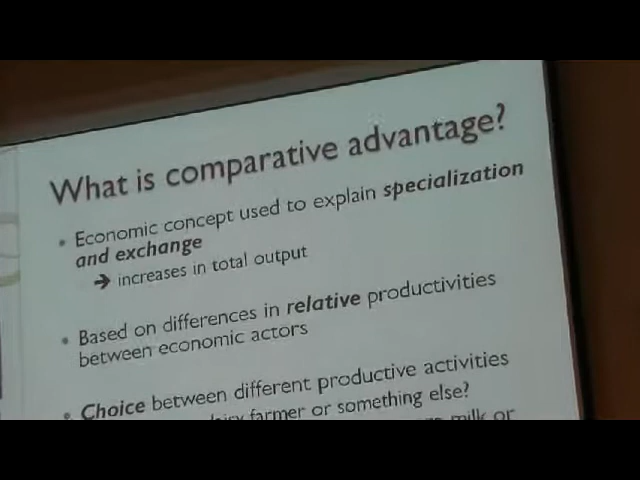 What is comparative advantage?
• Economic concept used to explain specialization
and exchange
➔ increases in total output
• Based on differences in relative productivities
between economic actors
• Choice between different productive activities
farmer or something else?
milk or